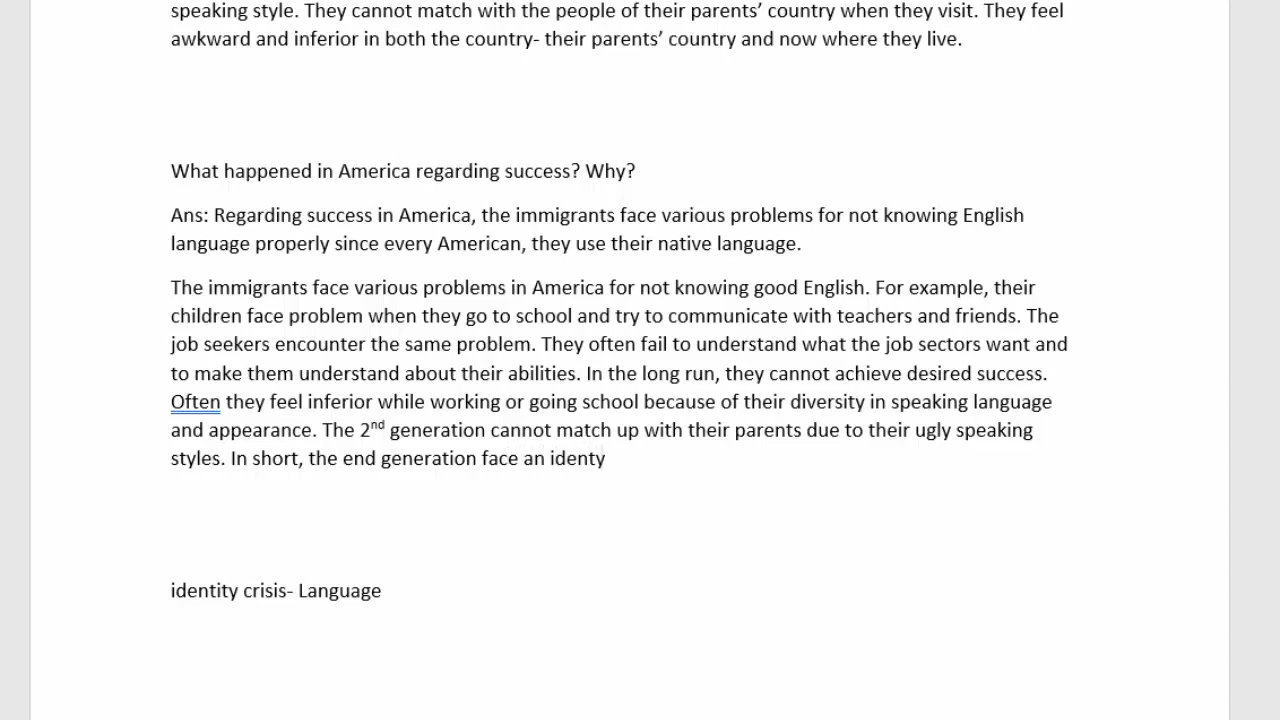 speaking style. They cannot match with the people of their parents’ country when they visit. They feel
awkward and inferior in both the country- their parents’ country and now where they live.
What happened in America regarding success? Why?
Ans: Regarding success in America, the immigrants face various problems for not knowing English
language properly since every American, they use their native language.
The immigrants face various problems in America for not knowing good English. For example, their
children face problem when they go to school and try to communicate with teachers and friends. The
job seekers encounter the same problem. They often fail to understand what the job sectors want and
to make them understand about their abilities. In the long run, they cannot achieve desired success.
Often they feel inferior while working or going school because of their diversity in speaking language
and appearance. The 2nd generation cannot match up with their parents due to their ugly speaking
styles. In short, the end generation face an identy
identity crisis- Language